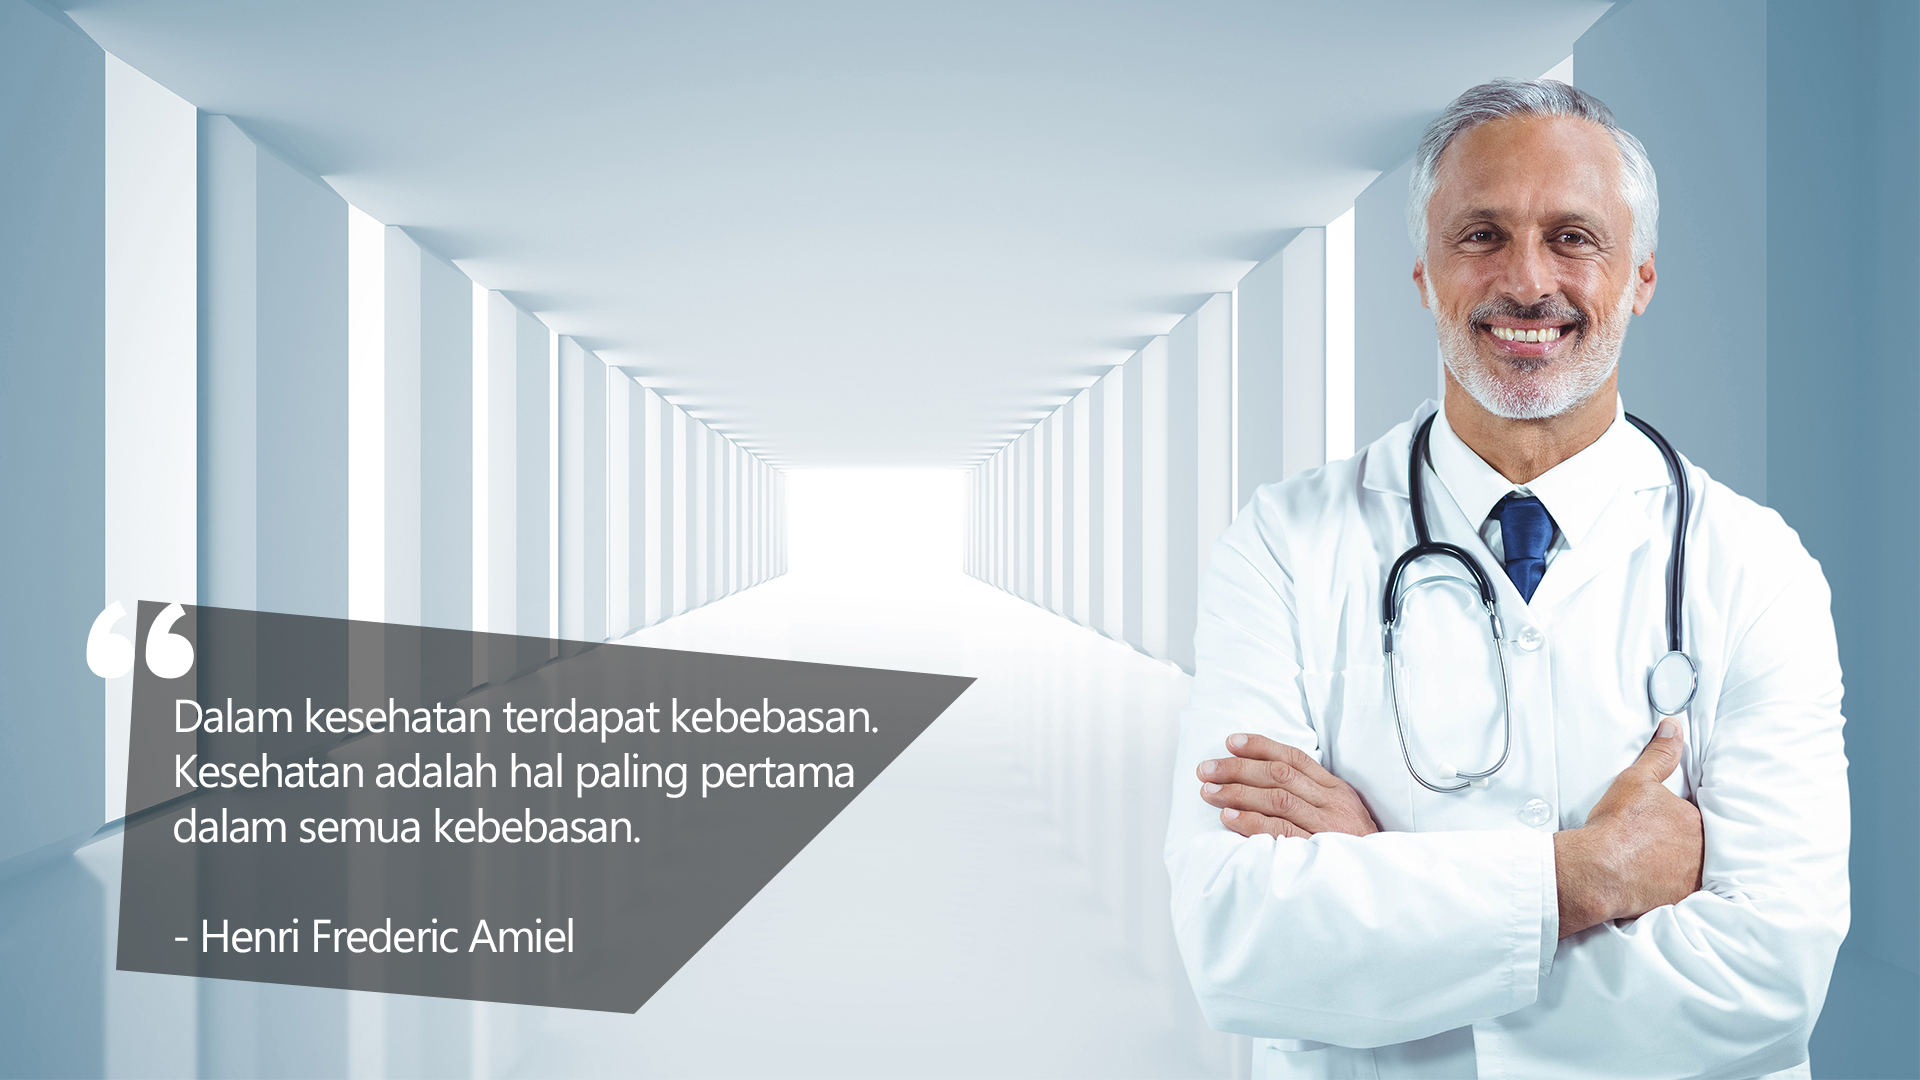 “
Dalam kesehatan terdapat kebebasan.
Kesehatan adalah hal paling pertama
dalam semua kebebasan.
- Henri Frederic Amiel